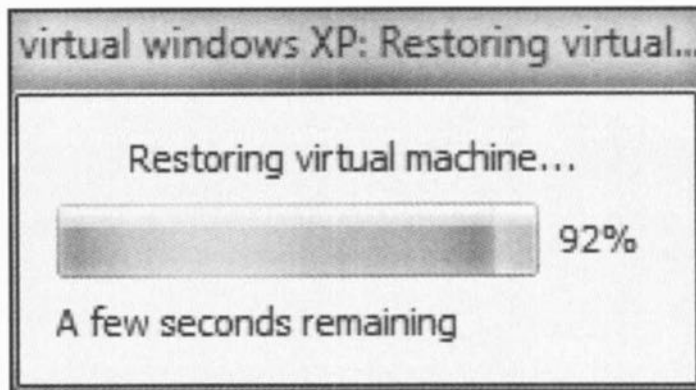 virtual windows XP: Restoring virtual...
Restoring virtual machine...
92%
A few seconds remaining